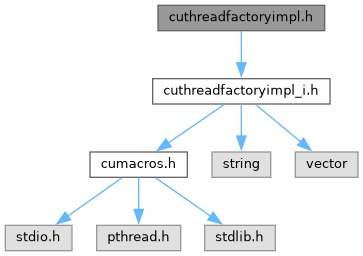 cuthreadfactoryimpl.h
cuthreadfactoryimpl_i.h
cumacros.h
string
vector
stdio.h
pthread.h
stdlib.h